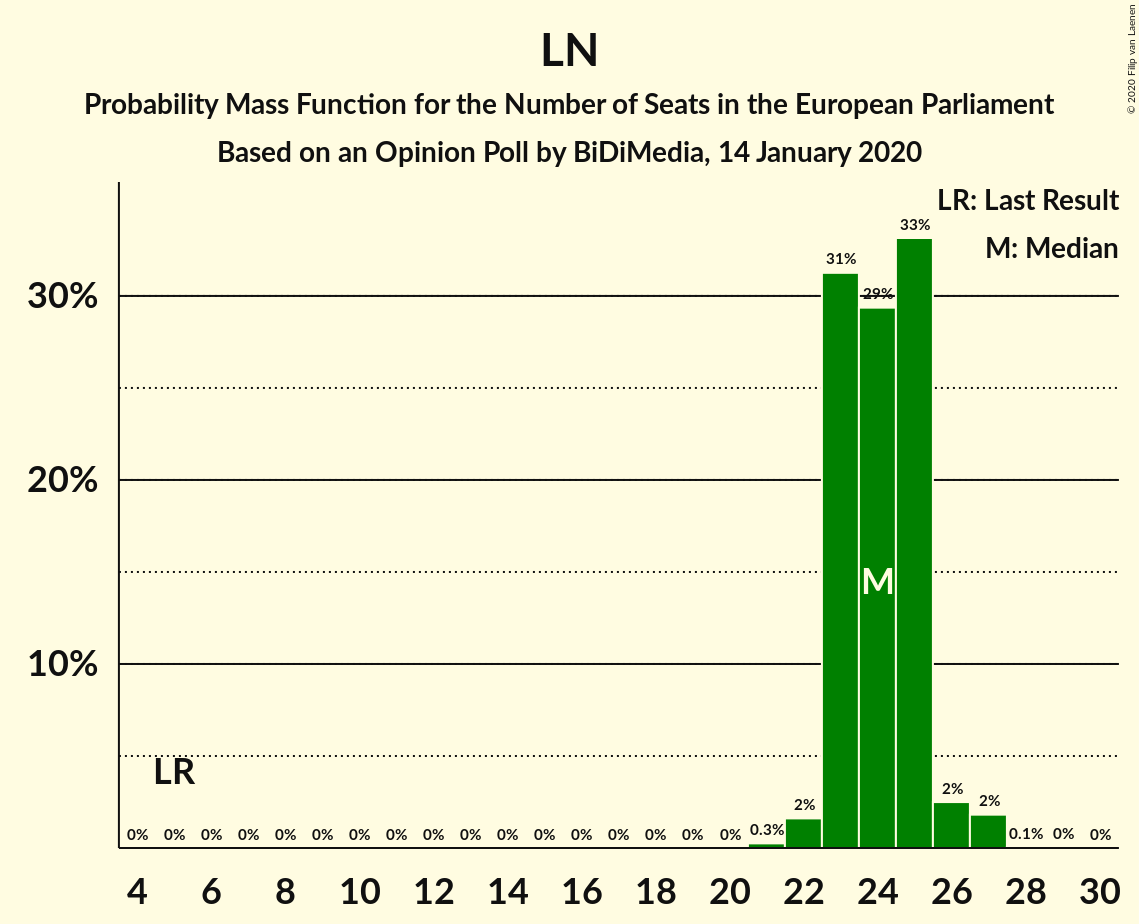 LN
Probability Mass Function for the Number of Seats in the European Parliament
Based on an Opinion Poll by BiDiMedia, 14 January 2020
© 2020 Filip van Laenen
LR: Last Result
M: Median
30%
20%
10%
33%
31%
29%
M
LR
0% 0% 0% 0% 0% 0% 0% 0% 0% 0% 0% 0% 0% 0% 0% 0% 0% 0.3% 2% 2% 2% 0.1% 0% 0%
4 6 8 10 12 14 16 18 20 22 24 26 28 30